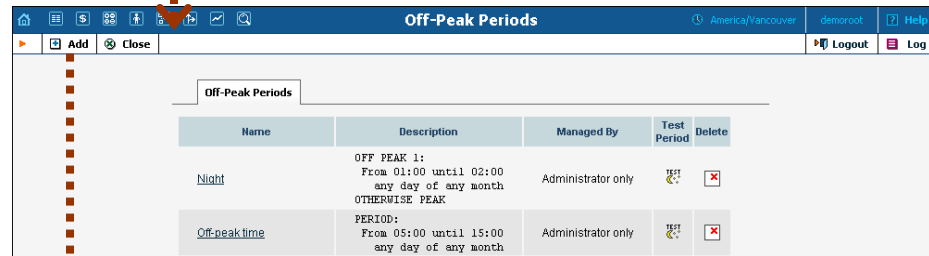 Off-Peak Periods
America/Vancouver
demoroot
Help
Add
Close
Logout
Log
Off-Peak Periods
Name Description Managed By Test Period Delete
Night
OFF PEAK 1:
From 01:00 until 02:00
any day of any month
OTHERWISE PEAK
Administrator only
TEST
Off-peak time
PERIOD:
From 05:00 until 15:00
any day of any month
Administrator only
TEST